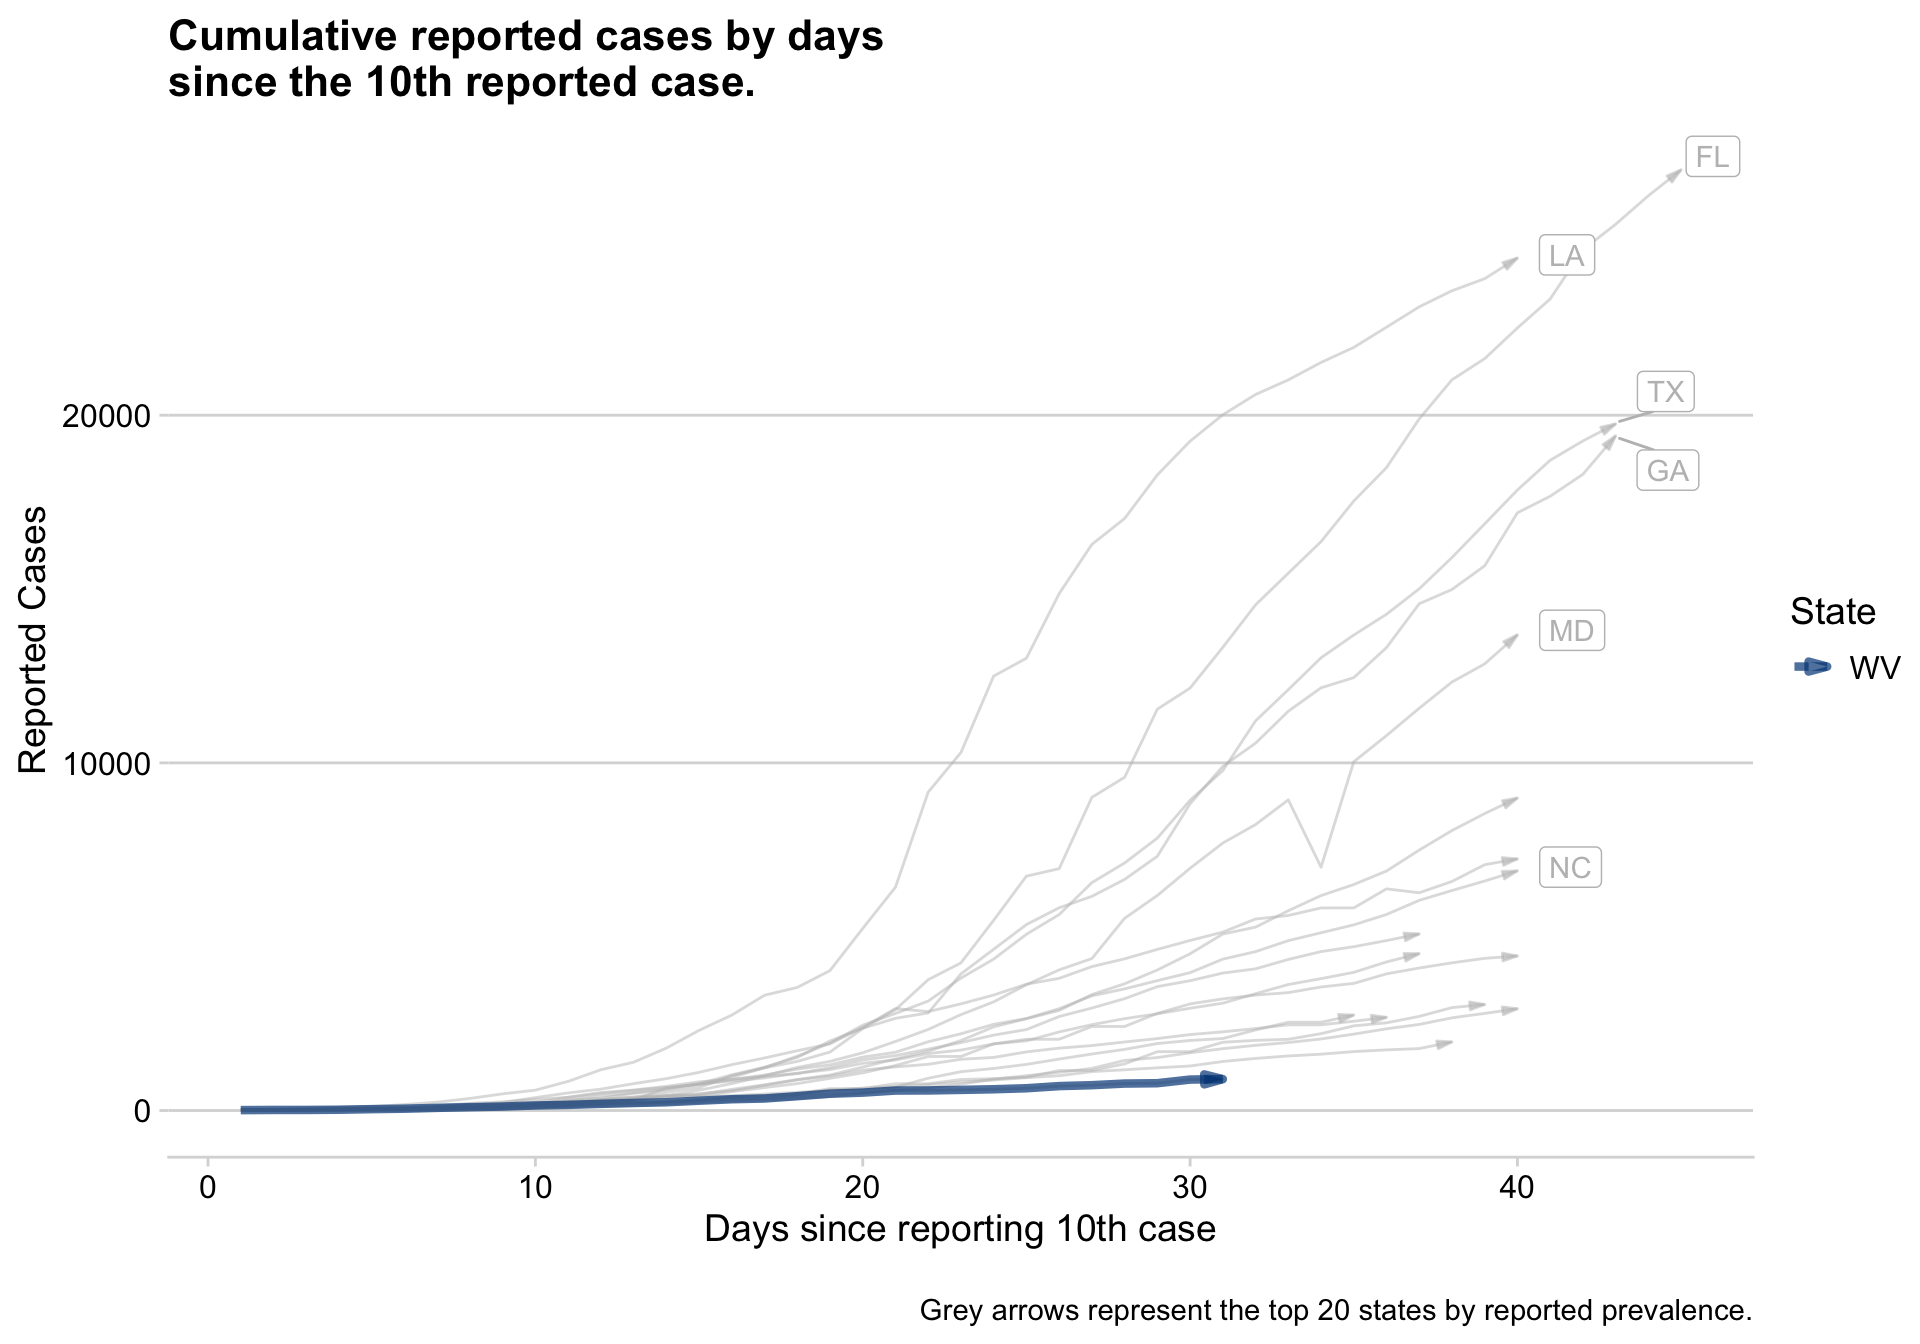 Cumulative reported cases by days
since the 10th reported case.
FL
LA
TX
GA
MD
NC
20000
10000
0
Reported Cases
0 10 20 30 40
Days since reporting 10th case
State
WV
Grey arrows represent the top 20 states by reported prevalence.